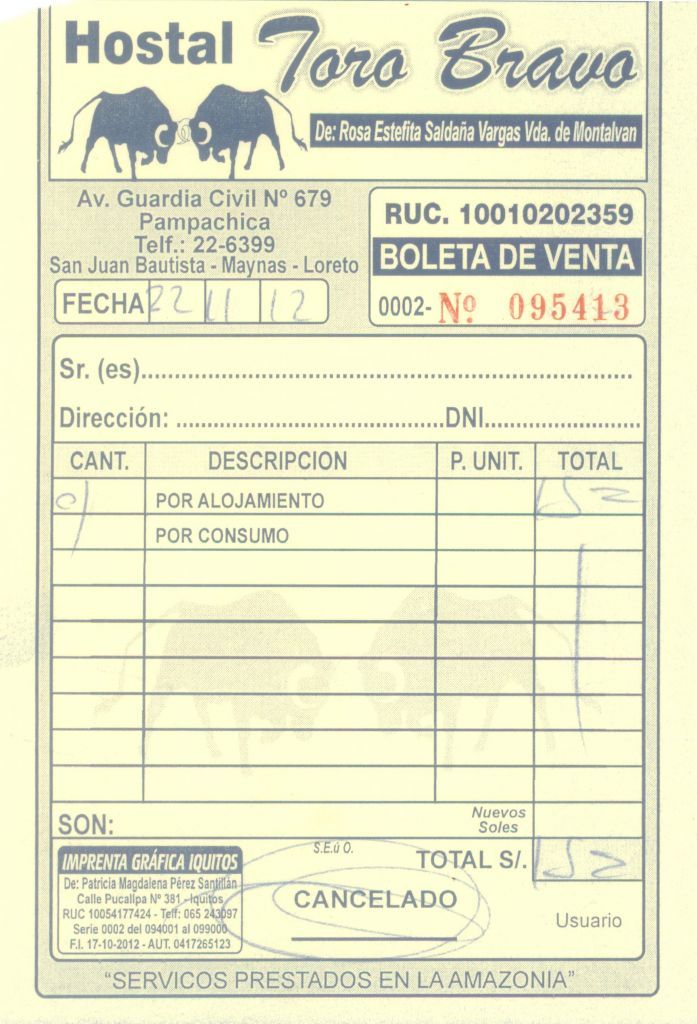 Hostal Toro Bravo
De: Rosa Estefita Saldaña Vargas Vda. de Montalvan
Av. Guardia Civil Nº 679
Pampachica
Telf.: 22-6399
San Juan Bautista - Maynas - Loreto
RUC. 10010202359
BOLETA DE VENTA
0002- Nº 095413
FECHA 22 11 12
Sr. (es)
Dirección: DNI
CANT. DESCRIPCION P. UNIT. TOTAL
01 POR ALOJAMIENTO 152
POR CONSUMO
SON: Nuevos Soles
S.E.ú O.
TOTAL S/. 152
CANCELADO
Usuario
IMPRENTA GRÁFICA IQUITOS
De: Patricia Magdalena Pérez Santillán
Calle Pucallpa Nº 381 - Iquitos
RUC 10054177424 - Telf: 065 243097
Serie 0002 del 094001 al 099000
F.I. 17-10-2012 - AUT. 0417265123
"SERVICOS PRESTADOS EN LA AMAZONIA"